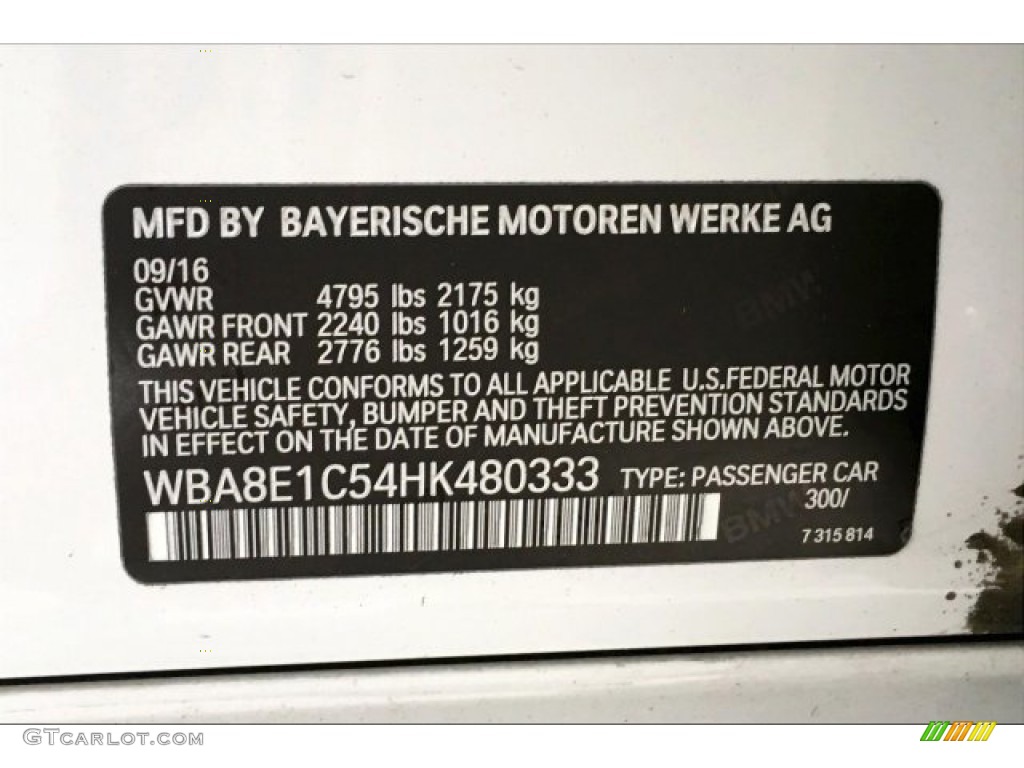 MFD BY BAYERISCHE MOTOREN WERKE AG
09/16
GVWR 4795 lbs 2175 kg
GAWR FRONT 2240 lbs 1016 kg
GAWR REAR 2776 lbs 1259 kg
THIS VEHICLE CONFORMS TO ALL APPLICABLE U.S.FEDERAL MOTOR
VEHICLE SAFETY, BUMPER AND THEFT PREVENTION STANDARDS
IN EFFECT ON THE DATE OF MANUFACTURE SHOWN ABOVE.
WBA8E1C54HK480333 TYPE: PASSENGER CAR
300/
7 315 814
BMW
BMW
GTCARLOT.COM